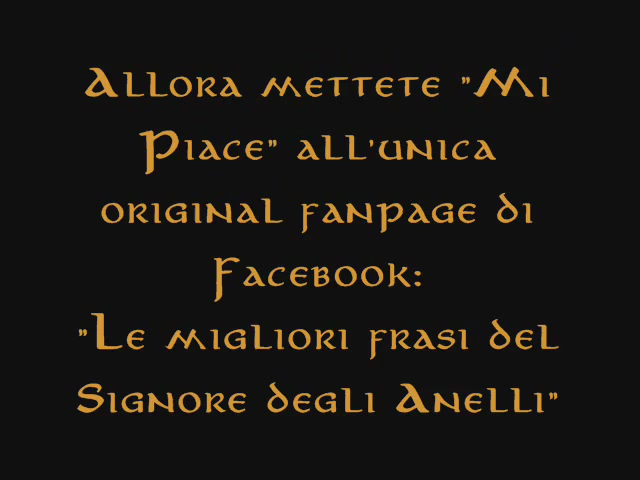 Allora mettete "Mi
Piace" all'unica
original fanpage di
Facebook:
"Le migliori frasi del
Signore degli Anelli"